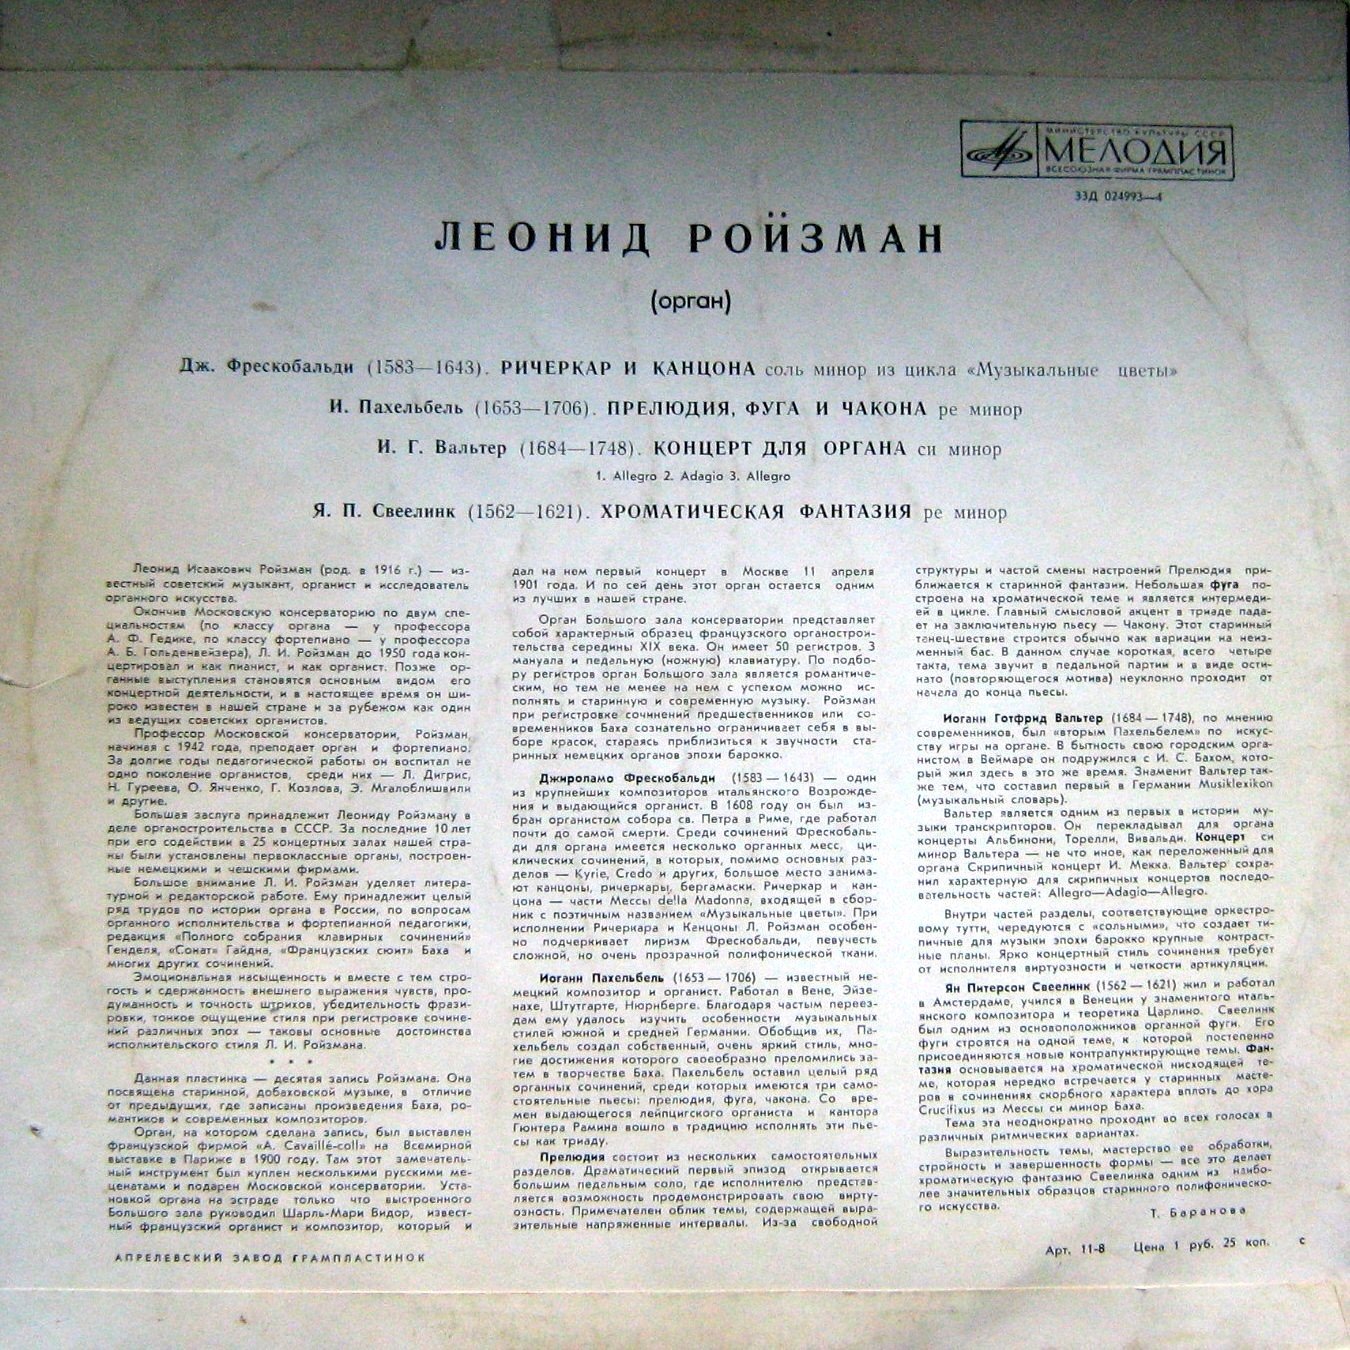 МИНИСТЕРСТВО КУЛЬТУРЫ СССР
МЕЛОДИЯ
ВСЕСОЮЗНАЯ ФИРМА ГРАМПЛАСТИНОК
33Д 024993—4
ЛЕОНИД РОЙЗМАН
(орган)
Дж. Фрескобальди (1583—1643). РИЧЕРКАР И КАНЦОНА соль минор из цикла «Музыкальные цветы»
И. Пахельбель (1653—1706). ПРЕЛЮДИЯ, ФУГА И ЧАКОНА ре минор
И. Г. Вальтер (1684—1748). КОНЦЕРТ ДЛЯ ОРГАНА си минор
1. Allegro 2. Adagio 3. Allegro
Я. П. Свеелинк (1562—1621). ХРОМАТИЧЕСКАЯ ФАНТАЗИЯ ре минор
Леонид Исаакович Ройзман (род. в 1916 г.) — из-
вестный советский музыкант, органист и исследователь
органного искусства.
Окончив Московскую консерваторию по двум спе-
циальностям (по классу органа — у профессора
А. Ф. Гедике, по классу фортепиано — у профессора
А. Б. Гольденвейзера), Л. И. Ройзман до 1950 года кон-
цертировал и как пианист, и как органист. Позже ор-
ганные выступления становятся основным видом его
концертной деятельности, и в настоящее время он ши-
роко известен в нашей стране и за рубежом как один
из ведущих советских органистов.
Профессор Московской консерватории, Ройзман,
начиная с 1942 года, преподает орган и фортепиано.
За долгие годы педагогической работы он воспитал не
одно поколение органистов, среди них — Л. Дигрис,
Н. Гуреева, О. Янченко, Г. Козлова, Э. Мгалоблишвили
и другие.
Большая заслуга принадлежит Леониду Ройзману в
деле органостроительства в СССР. За последние 10 лет
при его содействии в 25 концертных залах нашей стра-
ны были установлены первоклассные органы, построен-
ные немецкими и чешскими фирмами.
Большое внимание Л. И. Ройзман уделяет литера-
турной и редакторской работе. Ему принадлежит целый
ряд трудов по истории органа в России, по вопросам
органного исполнительства и фортепианной педагогики,
редакция «Полного собрания клавирных сочинений»
Генделя, «Сонат» Гайдна, «Французских сюит» Баха и
многих других сочинений.
Эмоциональная насыщенность и вместе с тем стро-
гость и сдержанность внешнего выражения чувств, про-
думанность и точность штрихов, убедительность фрази-
ровки, тонкое ощущение стиля при регистровке сочине-
ний различных эпох — таковы основные достоинства
исполнительского стиля Л. И. Ройзмана.
* * *
Данная пластинка — десятая запись Ройзмана. Она
посвящена старинной, добаховской музыке, в отличие
от предыдущих, где записаны произведения Баха, ро-
мантиков и современных композиторов.
Орган, на котором сделана запись, был выставлен
французской фирмой «A. Cavaillé-coll» на Всемирной
выставке в Париже в 1900 году. Там этот замечатель-
ный инструмент был куплен несколькими русскими ме-
ценатами и подарен Московской консерватории. Уста-
новкой органа на эстраде только что выстроенного
Большого зала руководил Шарль-Мари Видор, извест-
ный французский органист и композитор, который и
дал на нем первый концерт в Москве 11 апреля
1901 года. И по сей день этот орган остается одним
из лучших в нашей стране.
Орган Большого зала консерватории представляет
собой характерный образец французского органострои-
тельства середины XIX века. Он имеет 50 регистров, 3
мануала и педальную (ножную) клавиатуру. По подбо-
ру регистров орган Большого зала является романтичес-
ким, но тем не менее на нем с успехом можно ис-
полнять и старинную и современную музыку. Ройзман
при регистровке сочинений предшественников или со-
временников Баха сознательно ограничивает себя в вы-
боре красок, стараясь приблизиться к звучности ста-
ринных немецких органов эпохи барокко.
Джироламо Фрескобальди (1583—1643) — один
из крупнейших композиторов итальянского Возрожде-
ния и выдающийся органист. В 1608 году он был из-
бран органистом собора св. Петра в Риме, где работал
почти до самой смерти. Среди сочинений Фрескобаль-
ди для органа имеется несколько органных месс, ци-
клических сочинений, в которых, помимо основных раз-
делов — Kyrie, Credo и других, большое место занима-
ют канцоны, ричеркары, бергамаски. Ричеркар и кан-
цона — части Мессы della Madonna, входящей в сбор-
ник с поэтичным названием «Музыкальные цветы». При
исполнении Ричеркара и Канцоны Л. Ройзман особен-
но подчеркивает лиризм Фрескобальди, певучесть
сложной, но очень прозрачной полифонической ткани.
Иоганн Пахельбель (1653—1706) — известный не-
мецкий композитор и органист. Работал в Вене, Эйзе-
нахе, Штутгарте, Нюрнберге. Благодаря частым переез-
дам ему удалось изучить особенности музыкальных
стилей южной и средней Германии. Обобщив их, Па-
хельбель создал собственный, очень яркий стиль, мно-
гие достижения которого своеобразно преломились за-
тем в творчестве Баха. Пахельбель оставил целый ряд
органных сочинений, среди которых имеются три само-
стоятельные пьесы: прелюдия, фуга, чакона. Со вре-
мен выдающегося лейпцигского органиста и кантора
Гюнтера Рамина вошло в традицию исполнять эти пье-
сы как триаду.
Прелюдия состоит из нескольких самостоятельных
разделов. Драматический первый эпизод открывается
большим педальным соло, где исполнителю представ-
ляется возможность продемонстрировать свою вирту-
озность. Примечателен облик темы, содержащей выра-
зительные напряженные интервалы. Из-за свободной
структуры и частой смены настроений Прелюдия при-
ближается к старинной фантазии. Небольшая фуга по-
строена на хроматической теме и является интермеди-
ей в цикле. Главный смысловой акцент в триаде пада-
ет на заключительную пьесу — Чакону. Этот старинный
танец-шествие строится обычно как вариации на неиз-
менный бас. В данном случае короткая, всего четыре
такта, тема звучит в педальной партии и в виде ости-
нато (повторяющегося мотива) неуклонно проходит от
начала до конца пьесы.
Иоганн Готфрид Вальтер (1684—1748), по мнению
современников, был «вторым Пахельбелем» по искус-
ству игры на органе. В бытность свою городским орга-
нистом в Веймаре он подружился с И. С. Бахом, кото-
рый жил здесь в это же время. Знаменит Вальтер так-
же тем, что составил первый в Германии Musiklexikon
(музыкальный словарь).
Вальтер является одним из первых в истории му-
зыки транскрипторов. Он перекладывал для органа
концерты Альбинони, Торелли, Вивальди. Концерт си
минор Вальтера — не что иное, как переложенный для
органа Скрипичный концерт И. Мекка. Вальтер сохра-
нил характерную для скрипичных концертов последо-
вательность частей: Allegro—Adagio—Allegro.
Внутри частей разделы, соответствующие оркестро-
вому тутти, чередуются с «сольными», что создает ти-
пичные для музыки эпохи барокко крупные контраст-
ные планы. Ярко концертный стиль сочинения требует
от исполнителя виртуозности и четкости артикуляции.
Ян Питерсон Свеелинк (1562—1621) жил и работал
в Амстердаме, учился в Венеции у знаменитого италь-
янского композитора и теоретика Царлино. Свеелинк
был одним из основоположников органной фуги. Его
фуги строятся на одной теме, к которой постепенно
присоединяются новые контрапунктирующие темы. Фан-
тазия основывается на хроматической нисходящей те-
ме, которая нередко встречается у старинных масте-
ров в сочинениях скорбного характера вплоть до хора
Crucifixus из Мессы си минор Баха.
Тема эта неоднократно проходит во всех голосах в
различных ритмических вариантах.
Выразительность темы, мастерство ее обработки,
стройность и завершенность формы — все это делает
хроматическую фантазию Свеелинка одним из наибо-
лее значительных образцов старинного полифоническо-
го искусства.
Т. Баранова
АПРЕЛЕВСКИЙ ЗАВОД ГРАМПЛАСТИНОК
Арт. 11-8 Цена 1 руб. 25 коп. С